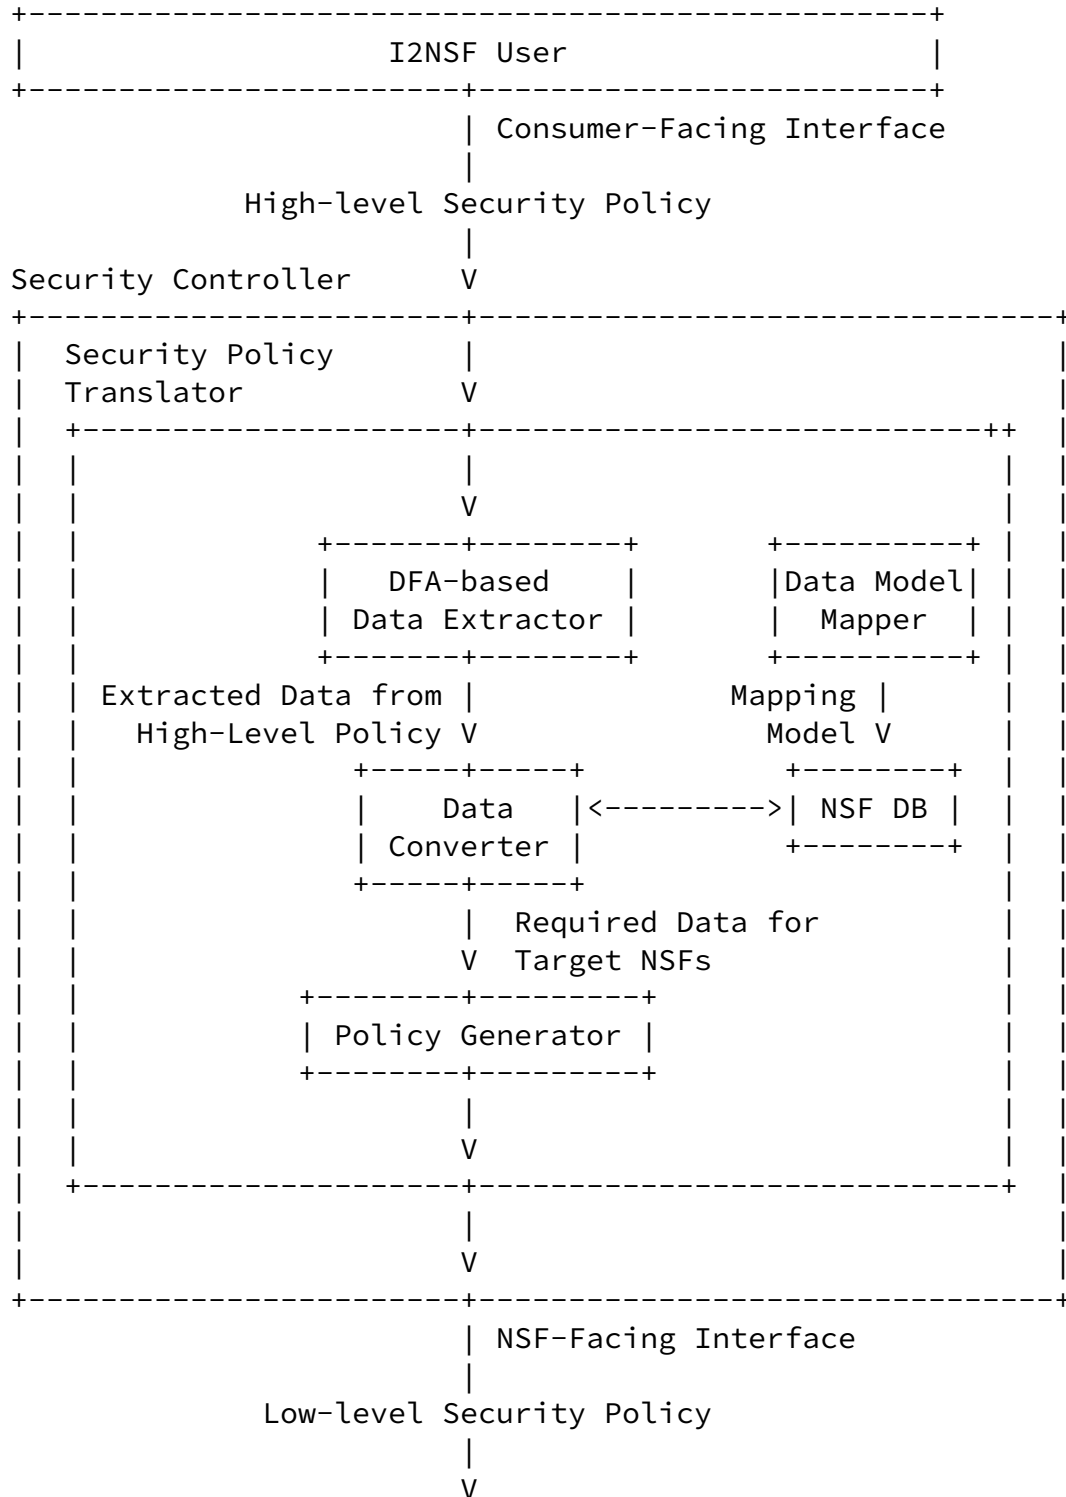 I2NSF User
Consumer-Facing Interface
High-level Security Policy
Security Controller V
Security Policy
Translator V
V
DFA-based Data Model
Data Extractor Mapper
Extracted Data from Mapping
High-Level Policy V Model V
Data NSF DB
Converter
Required Data for
V Target NSFs
Policy Generator
V
V
NSF-Facing Interface
Low-level Security Policy
V